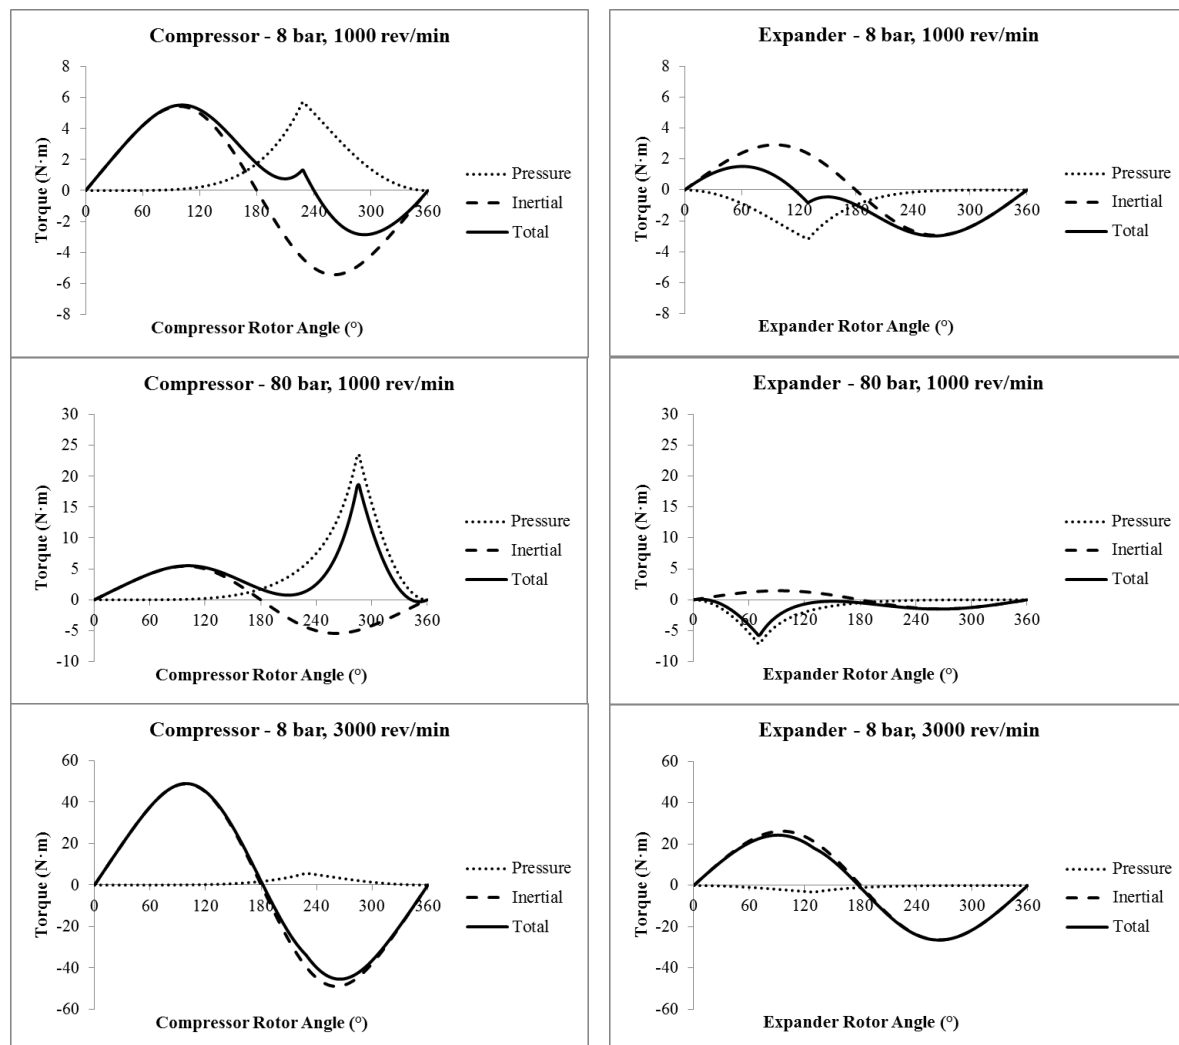 Compressor - 8 bar, 1000 rev/min
8
6
4
2
0
-2
-4
-6
-8
0 60 120 180 240 300 360
Torque (N·m)
Compressor Rotor Angle (°)
Pressure
Inertial
Total
Expander - 8 bar, 1000 rev/min
8
6
4
2
0
-2
-4
-6
-8
0 60 120 180 240 300 360
Torque (N·m)
Expander Rotor Angle (°)
Pressure
Inertial
Total
Compressor - 80 bar, 1000 rev/min
30
25
20
15
10
5
0
-5
-10
0 60 120 180 240 300 360
Torque (N·m)
Compressor Rotor Angle (°)
Pressure
Inertial
Total
Expander - 80 bar, 1000 rev/min
30
25
20
15
10
5
0
-5
-10
0 60 120 180 240 300 360
Torque (N·m)
Expander Rotor Angle (°)
Pressure
Inertial
Total
Compressor - 8 bar, 3000 rev/min
60
40
20
0
-20
-40
-60
0 60 120 180 240 300 360
Torque (N·m)
Compressor Rotor Angle (°)
Pressure
Inertial
Total
Expander - 8 bar, 3000 rev/min
60
40
20
0
-20
-40
-60
0 60 120 180 240 300 360
Torque (N·m)
Expander Rotor Angle (°)
Pressure
Inertial
Total